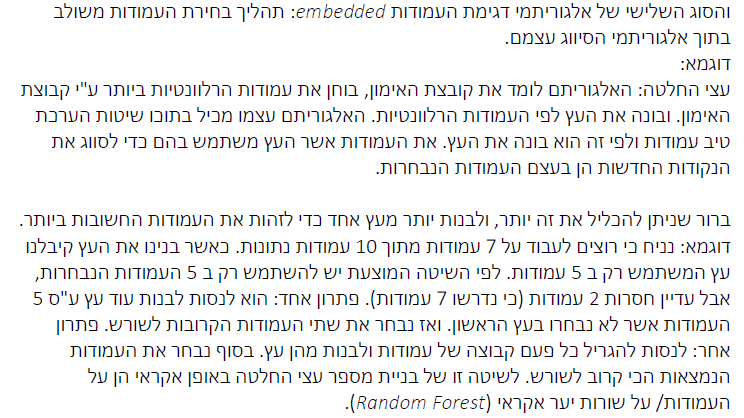 והסוג השלישי של אלגוריתמי דגימת העמודות embedded: תהליך בחירת העמודות משולב
בתוך אלגוריתמי הסיווג עצמם.
דוגמא:
עצי החלטה: האלגוריתם לומד את קובצת האימון, בוחן את עמודות הרלוונטיות ביותר ע"י קבוצת
האימון. ובונה את העץ לפי העמודות הרלוונטיות. האלגוריתם עצמו מכיל בתוכו שיטות הערכת
טיב עמודות ולפי זה הוא בונה את העץ. את העמודות אשר העץ משתמש בהם כדי לסווג את
הנקודות החדשות הן בעצם העמודות הנבחרות.
ברור שניתן להכליל את זה יותר, ולבנות יותר מעץ אחד כדי לזהות את העמודות החשובות ביותר.
דוגמא: נניח כי רוצים לעבוד על 7 עמודות מתוך 10 עמודות נתונות. כאשר בנינו את העץ קיבלנו
עץ המשתמש רק ב 5 עמודות. לפי השיטה המוצעת יש להשתמש רק ב 5 העמודות הנבחרות,
אבל עדיין חסרות 2 עמודות (כי נדרשו 7 עמודות). פתרון אחד: הוא לנסות לבנות עוד עץ ע"ס 5
העמודות אשר לא נבחרו בעץ הראשון. ואז נבחר את שתי העמודות הקרובות לשורש. פתרון
אחר: לנסות להגריל כל פעם קבוצה של עמודות ולבנות מהן עץ. בסוף נבחר את העמודות
הנמצאות הכי קרוב לשורש. לשיטה זו של בניית מספר עצי החלטה באופן אקראי הן על
העמודות/ על שורות יער אקראי (Random Forest).